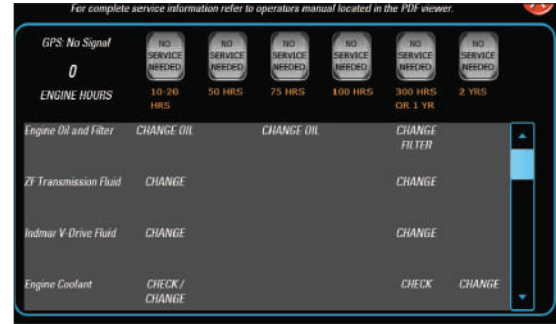 For complete service information refer to operators manual located in the PDF viewer.
GPS: No Signal
0
ENGINE HOURS
NO SERVICE NEEDED
NO SERVICE NEEDED
NO SERVICE NEEDED
NO SERVICE NEEDED
NO SERVICE NEEDED
NO SERVICE NEEDED
10-20 HRS
50 HRS
75 HRS
100 HRS
300 HRS OR 1 YR
2 YRS
Engine Oil and Filter
CHANGE OIL
CHANGE OIL
CHANGE FILTER
ZF Transmission Fluid
CHANGE
CHANGE
Indmar V-Drive Fluid
CHANGE
CHANGE
Engine Coolant
CHECK / CHANGE
CHECK
CHANGE